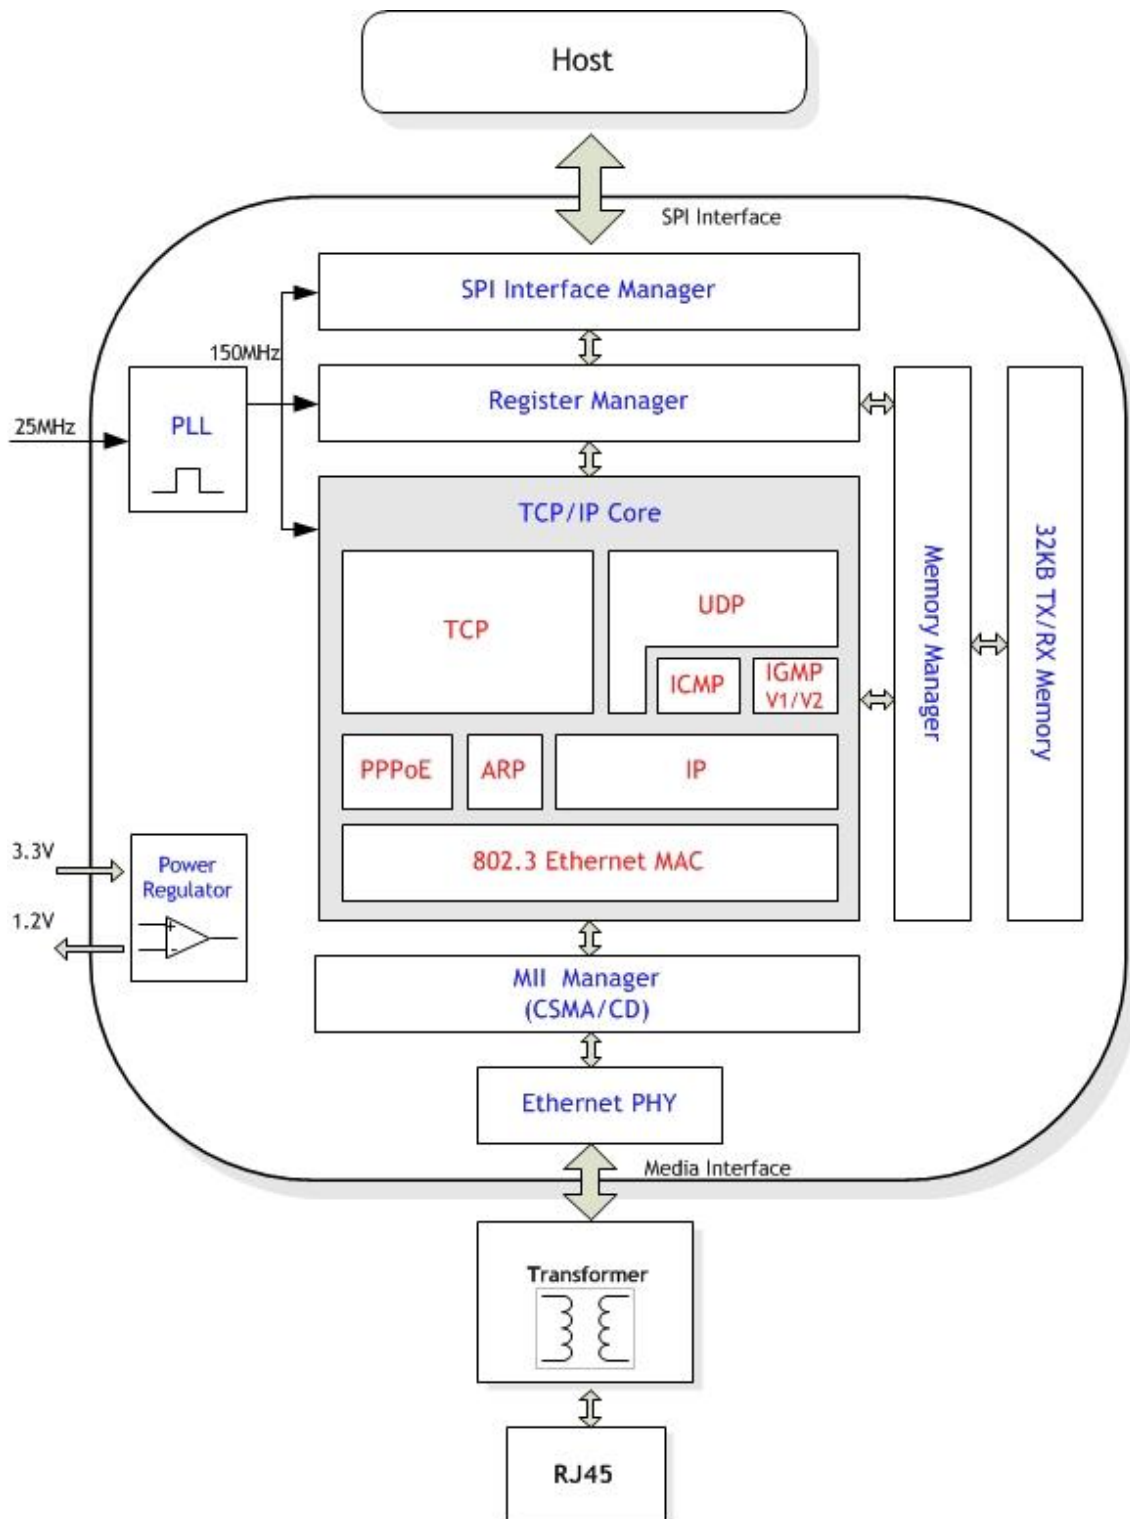 Host
SPI Interface
SPI Interface Manager
150MHz
Register Manager
25MHz
PLL
TCP/IP Core
TCP
UDP
ICMP
IGMP
V1/V2
PPPoE
ARP
IP
802.3 Ethernet MAC
Memory Manager
32KB TX/RX Memory
3.3V
1.2V
Power
Regulator
+
-
MII Manager
(CSMA/CD)
Ethernet PHY
Media Interface
Transformer
RJ45